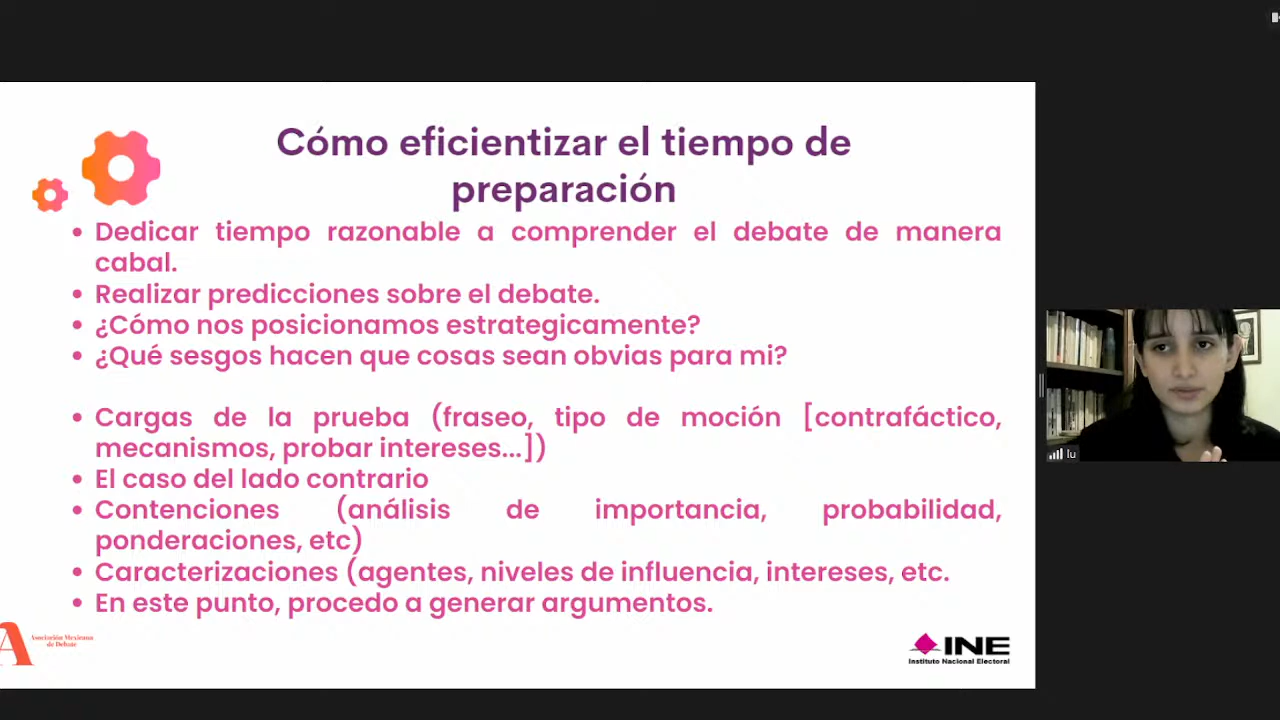 Cómo eficientizar el tiempo de
preparación
• Dedicar tiempo razonable a comprender el debate de manera
cabal.
• Realizar predicciones sobre el debate.
• ¿Cómo nos posicionamos estrategicamente?
• ¿Qué sesgos hacen que cosas sean obvias para mi?
• Cargas de la prueba (fraseo, tipo de moción [contrafáctico,
mecanismos, probar intereses...])
• El caso del lado contrario
• Contenciones (análisis de importancia, probabilidad,
ponderaciones, etc)
• Caracterizaciones (agentes, niveles de influencia, intereses, etc.
• En este punto, procedo a generar argumentos.
A
Asociación Mexicana
de Debate
INE
Instituto Nacional Electoral
lu